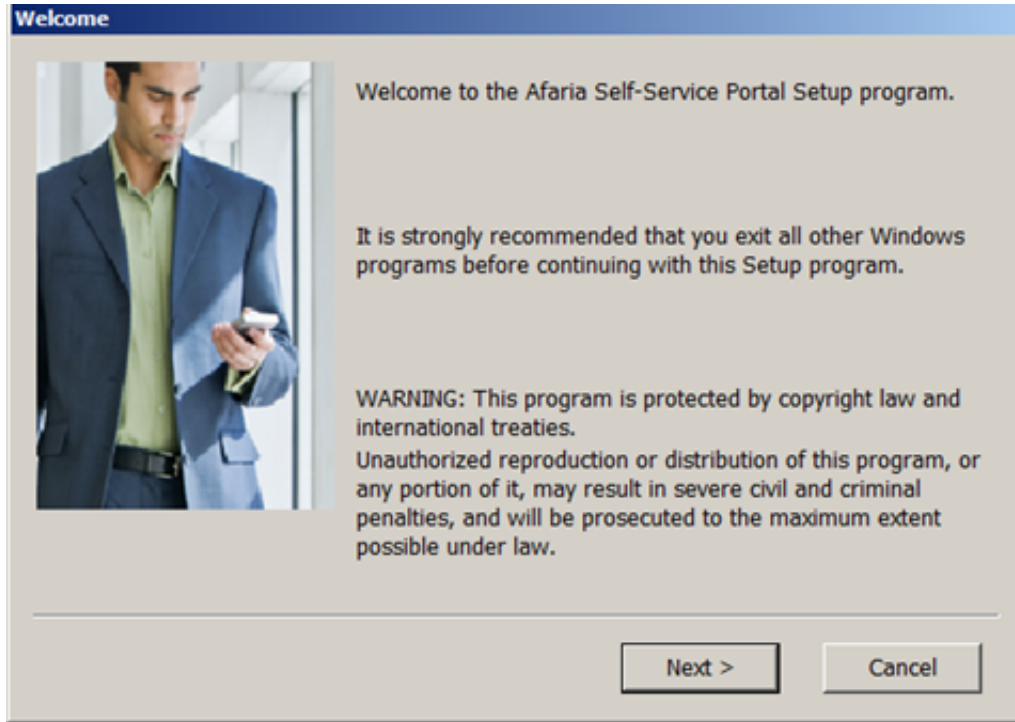 Welcome
Welcome to the Afaria Self-Service Portal Setup program.
It is strongly recommended that you exit all other Windows
programs before continuing with this Setup program.
WARNING: This program is protected by copyright law and
international treaties.
Unauthorized reproduction or distribution of this program, or
any portion of it, may result in severe civil and criminal
penalties, and will be prosecuted to the maximum extent
possible under law.
Next >
Cancel